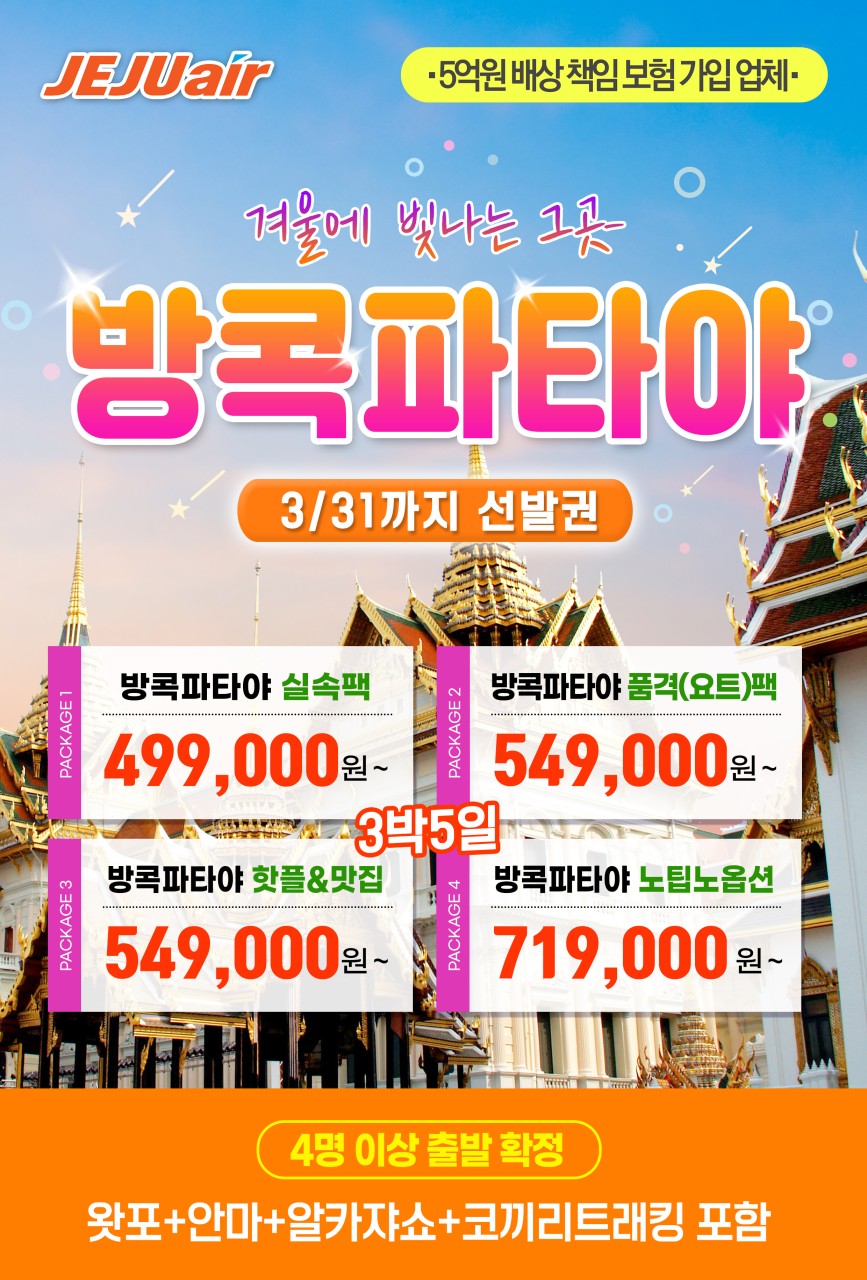 JEJUair
·5억원 배상 책임 보험 가입 업체·
겨울에 빛나는 그곳-
방콕파타야
3/31까지 선발권
PACKAGE 1
방콕파타야 실속팩
499,000원~
PACKAGE 2
방콕파타야 품격(요트)팩
549,000원~
3박5일
PACKAGE 3
방콕파타야 핫플&맛집
549,000원~
PACKAGE 4
방콕파타야 노팁노옵션
719,000원~
4명 이상 출발 확정
왓포+안마+알카쟈쇼+코끼리트래킹 포함